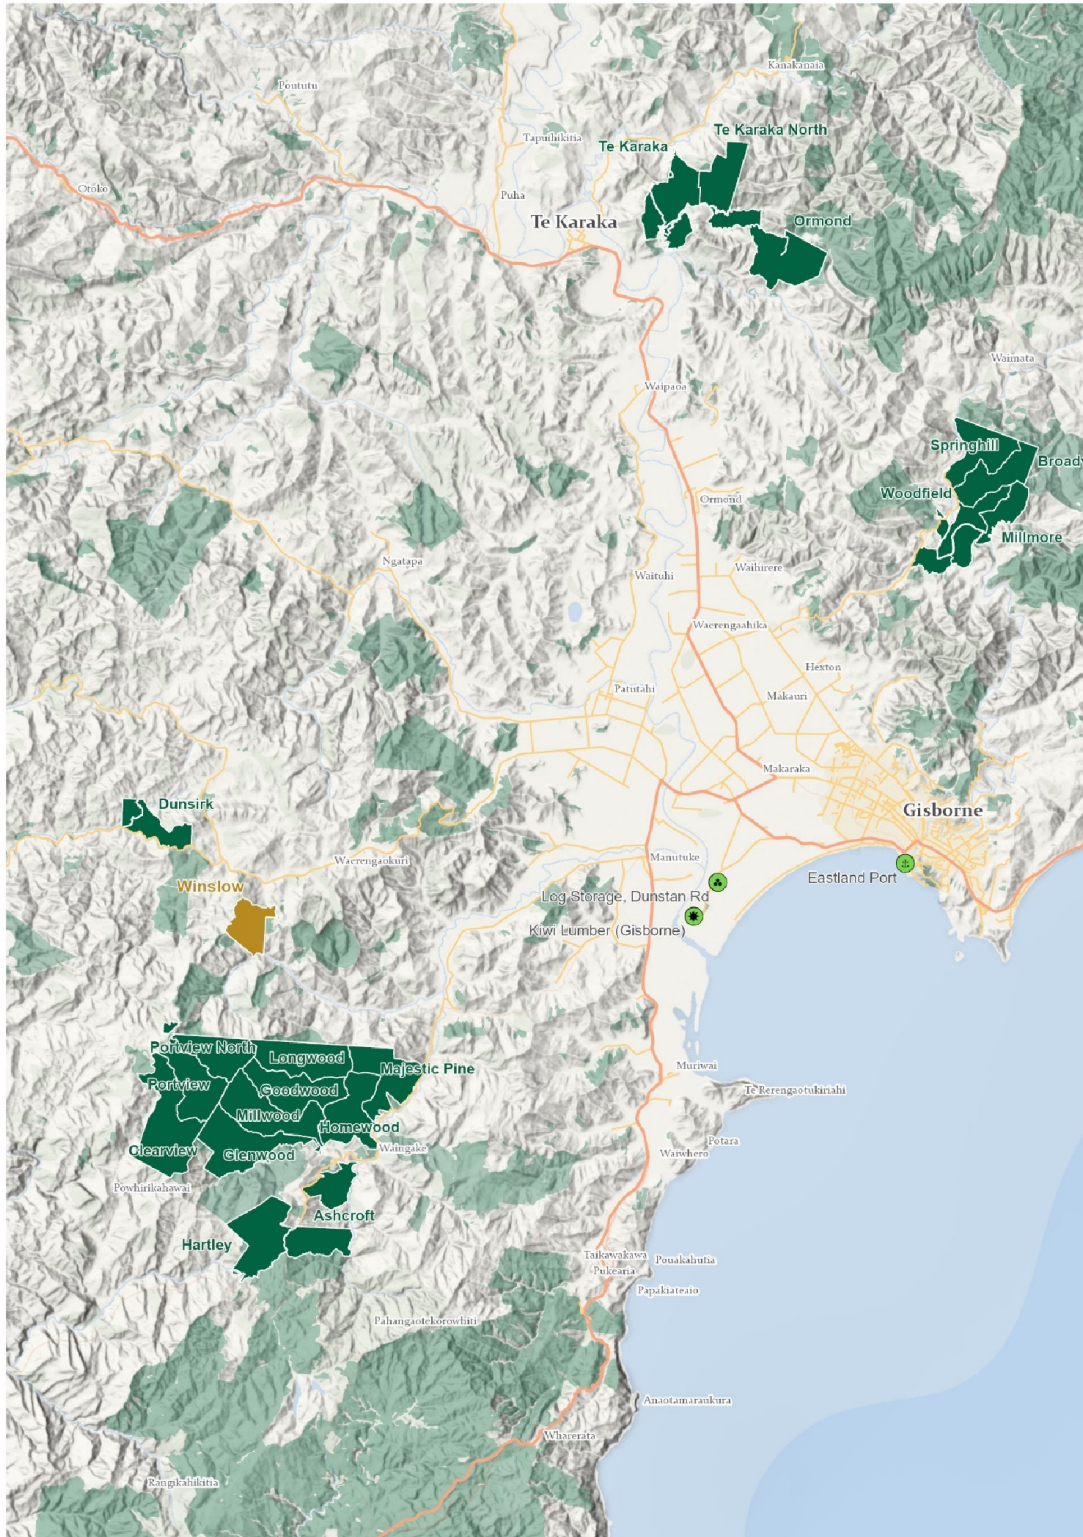 Kanakanaia
Poututu
Te Karaka North
Tapuihikitia
Te Karaka
Otoko
Puha
Te Karaka
Ormond
Waimata
Waipaoa
Springhill
Broad
Woodfield
Ormond
Millmore
Ngatapa
Waihirere
Waituhi
Waerengaahika
Hexton
Patutahi
Makauri
Makaraka
Dunsirk
Gisborne
Waerengaokuri
Manutuke
Eastland Port
Winslow
Log Storage, Dunstan Rd
Kiwi Lumber (Gisborne)
Portview North
Longwood
Majestic Pine
Muriwai
Portview
Goodwood
Te Rerengaotukiriahi
Millwood
Homewood
Potara
Clearview
Glenwood
Waingake
Waiwhero
Powhirikahawai
Ashcroft
Hartley
Taikawakawa
Pouakahutia
Pukearia
Papakiateaio
Pahangaotekorowhiti
Anaotamaraukura
Wharerata
Rangikahikitia